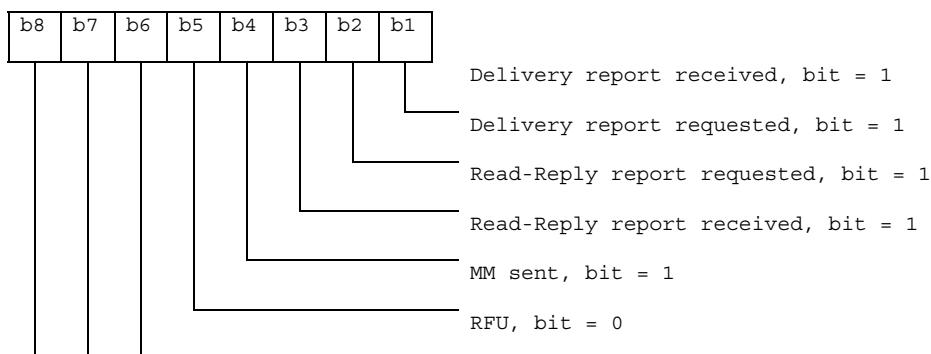 b8 b7 b6 b5 b4 b3 b2 b1
Delivery report received, bit = 1
Delivery report requested, bit = 1
Read-Reply report requested, bit = 1
Read-Reply report received, bit = 1
MM sent, bit = 1
RFU, bit = 0